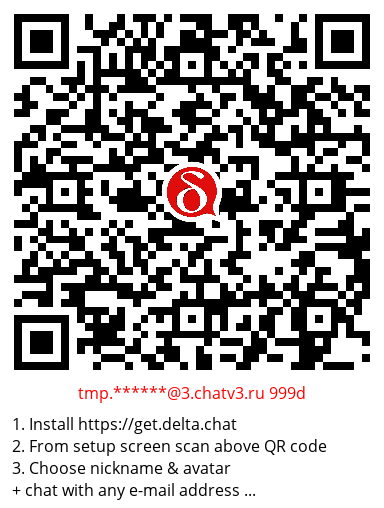 δ
tmp.******@3.chatv3.ru 999d
1. Install https://get.delta.chat
2. From setup screen scan above QR code
3. Choose nickname & avatar
+ chat with any e-mail address ...